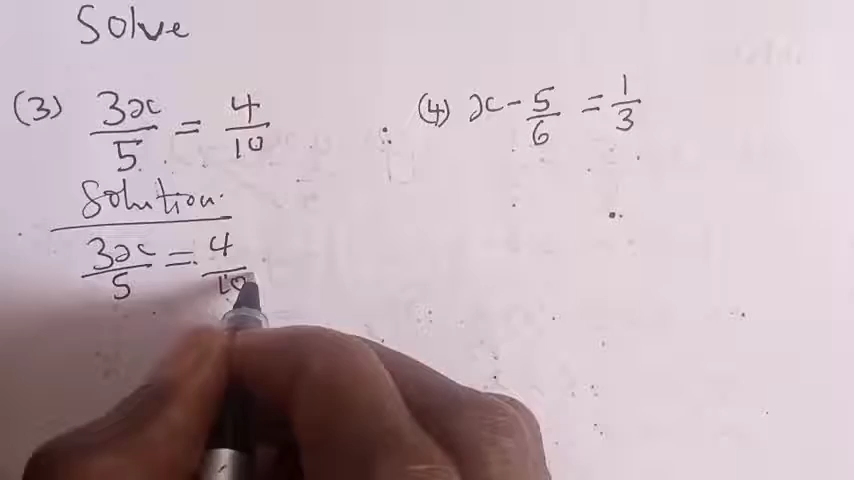 Solve
(3) 3x/5 = 4/10
(4) x - 5/6 = 1/3
Solution
3x/5 = 4/10